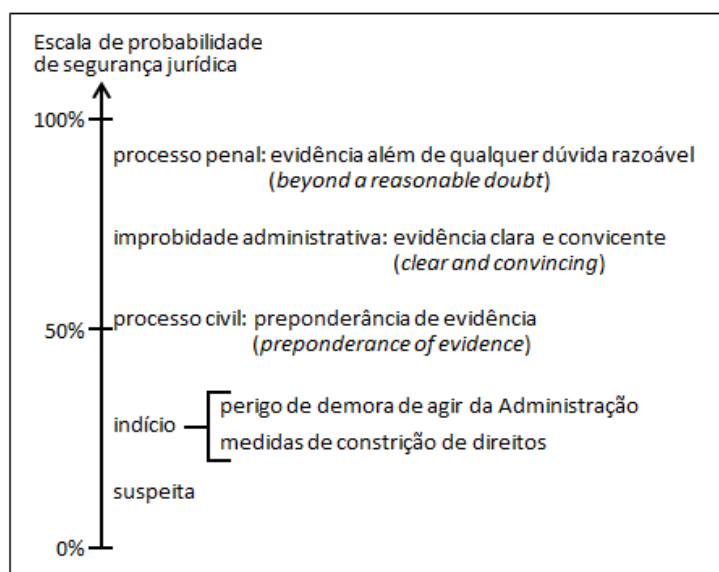 Escala de probabilidade
de segurança jurídica
100%
processo penal: evidência além de qualquer dúvida razoável
(beyond a reasonable doubt)
improbidade administrativa: evidência clara e convicente
(clear and convincing)
50%
processo civil: preponderância de evidência
(preponderance of evidence)
indício
perigo de demora de agir da Administração
medidas de constrição de direitos
suspeita
0%